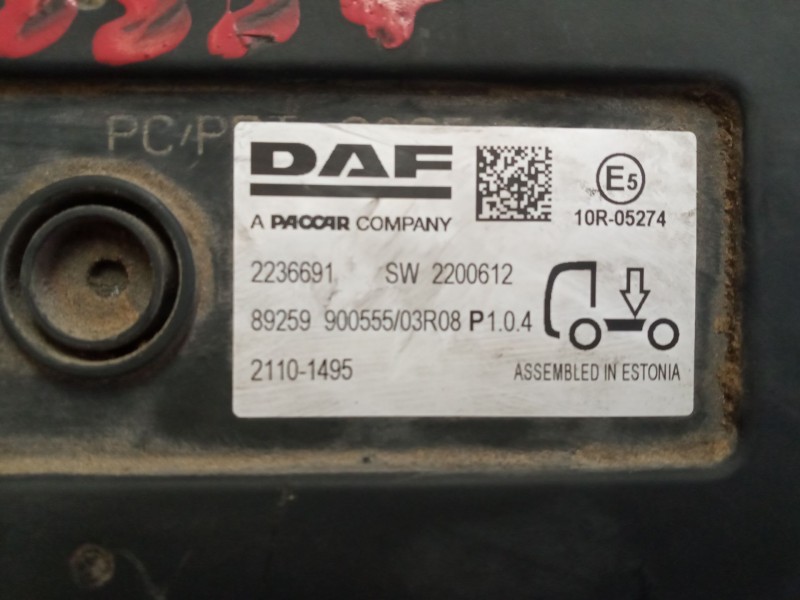 DAF
A PACCAR COMPANY
E5
10R-05274
2236691 SW 2200612
89259 900555/03R08 P1.0.4
2110-1495
ASSEMBLED IN ESTONIA